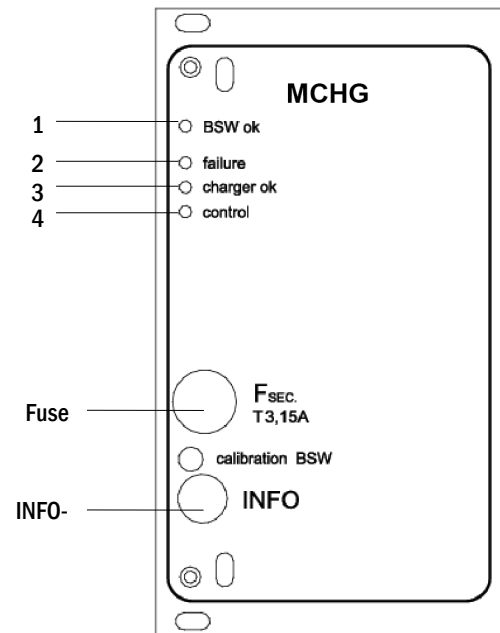 MCHG
1 BSW ok
2 failure
3 charger ok
4 control
Fuse FSEC.
T3,15A
calibration BSW
INFO- INFO